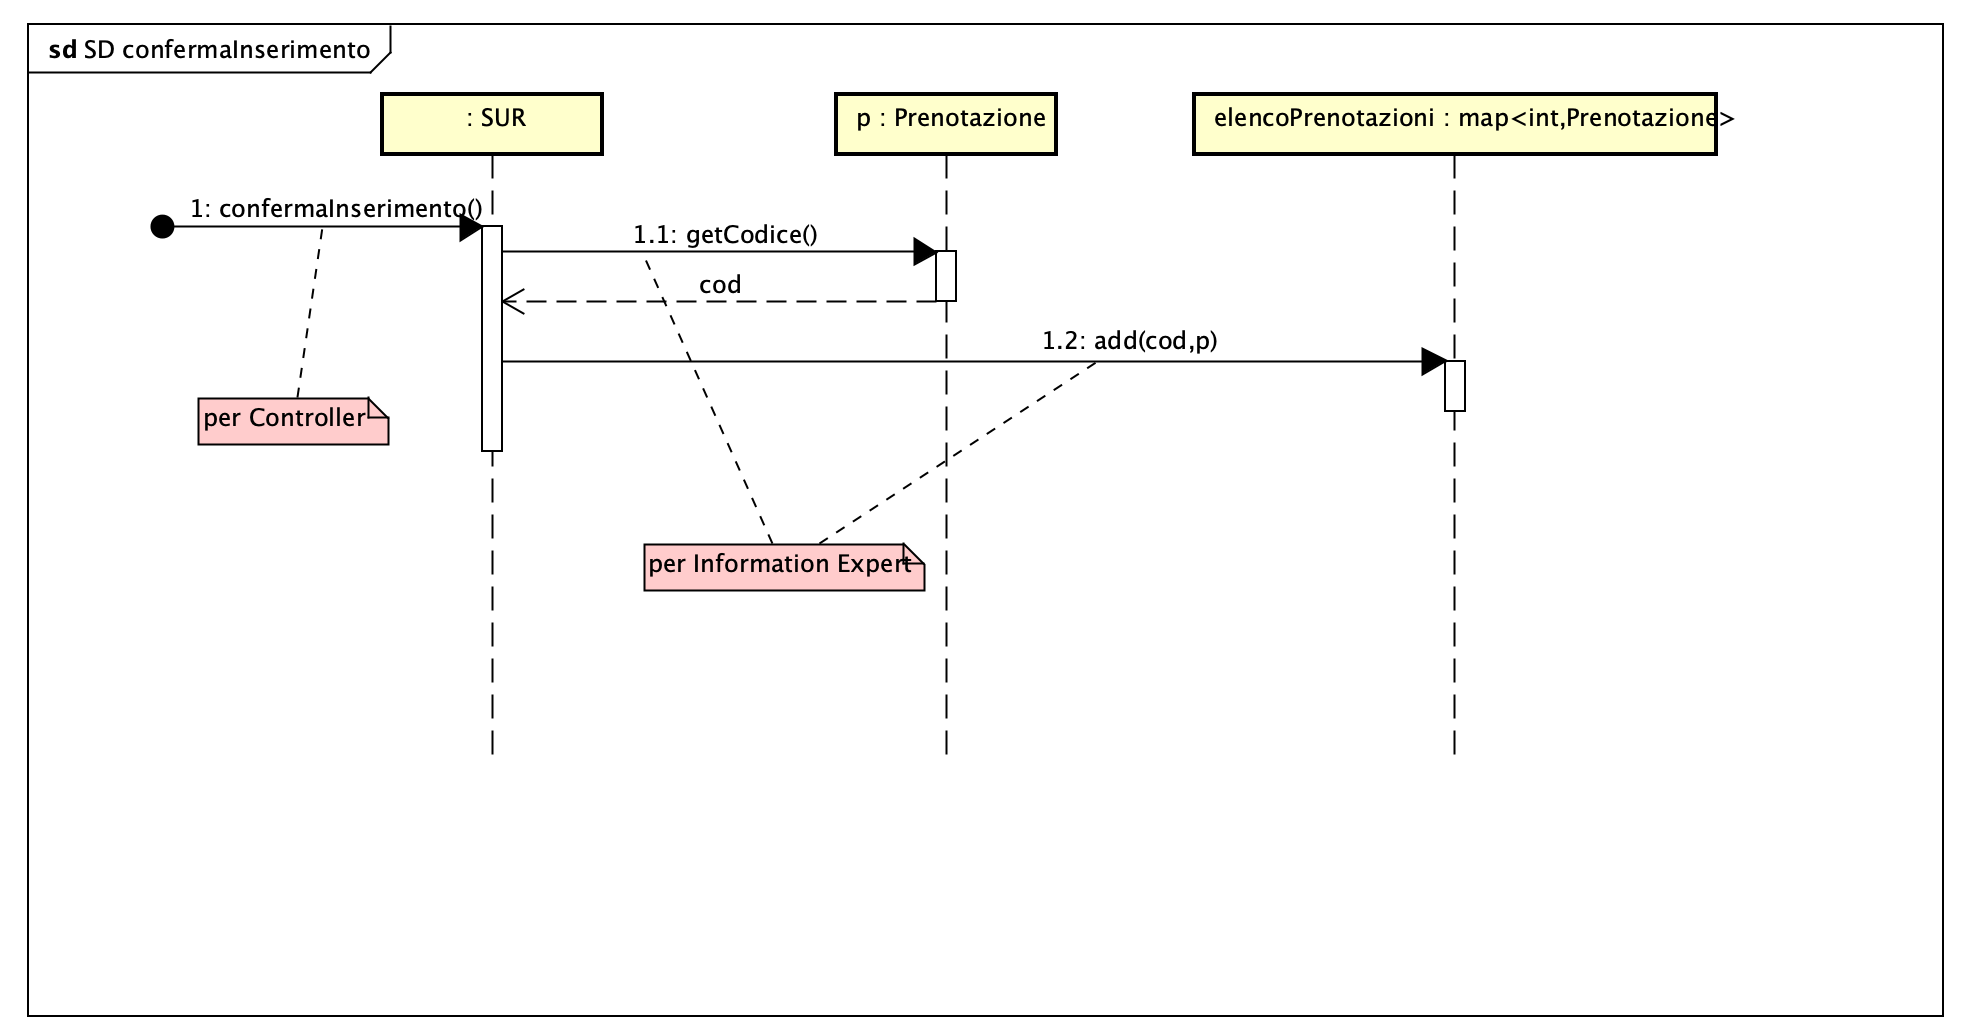 sd SD confermaInserimento
: SUR
p : Prenotazione
elencoPrenotazioni : map<int,Prenotazione>
1: confermaInserimento()
1.1: getCodice()
cod
1.2: add(cod,p)
per Controller
per Information Expert